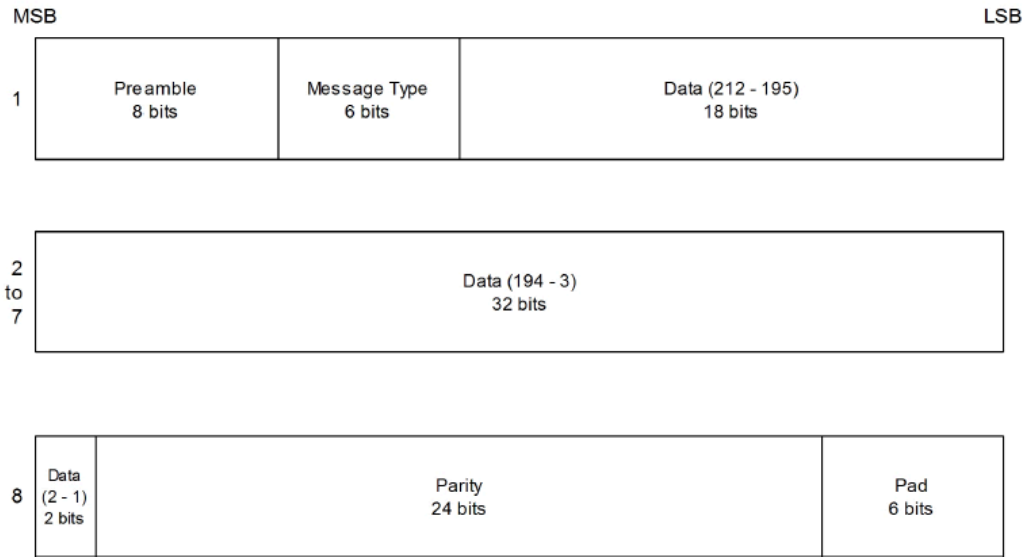 MSB
LSB
1
Preamble
8 bits
Message Type
6 bits
Data (212 - 195)
18 bits
2
to
7
Data (194 - 3)
32 bits
8
Data
(2 - 1)
2 bits
Parity
24 bits
Pad
6 bits